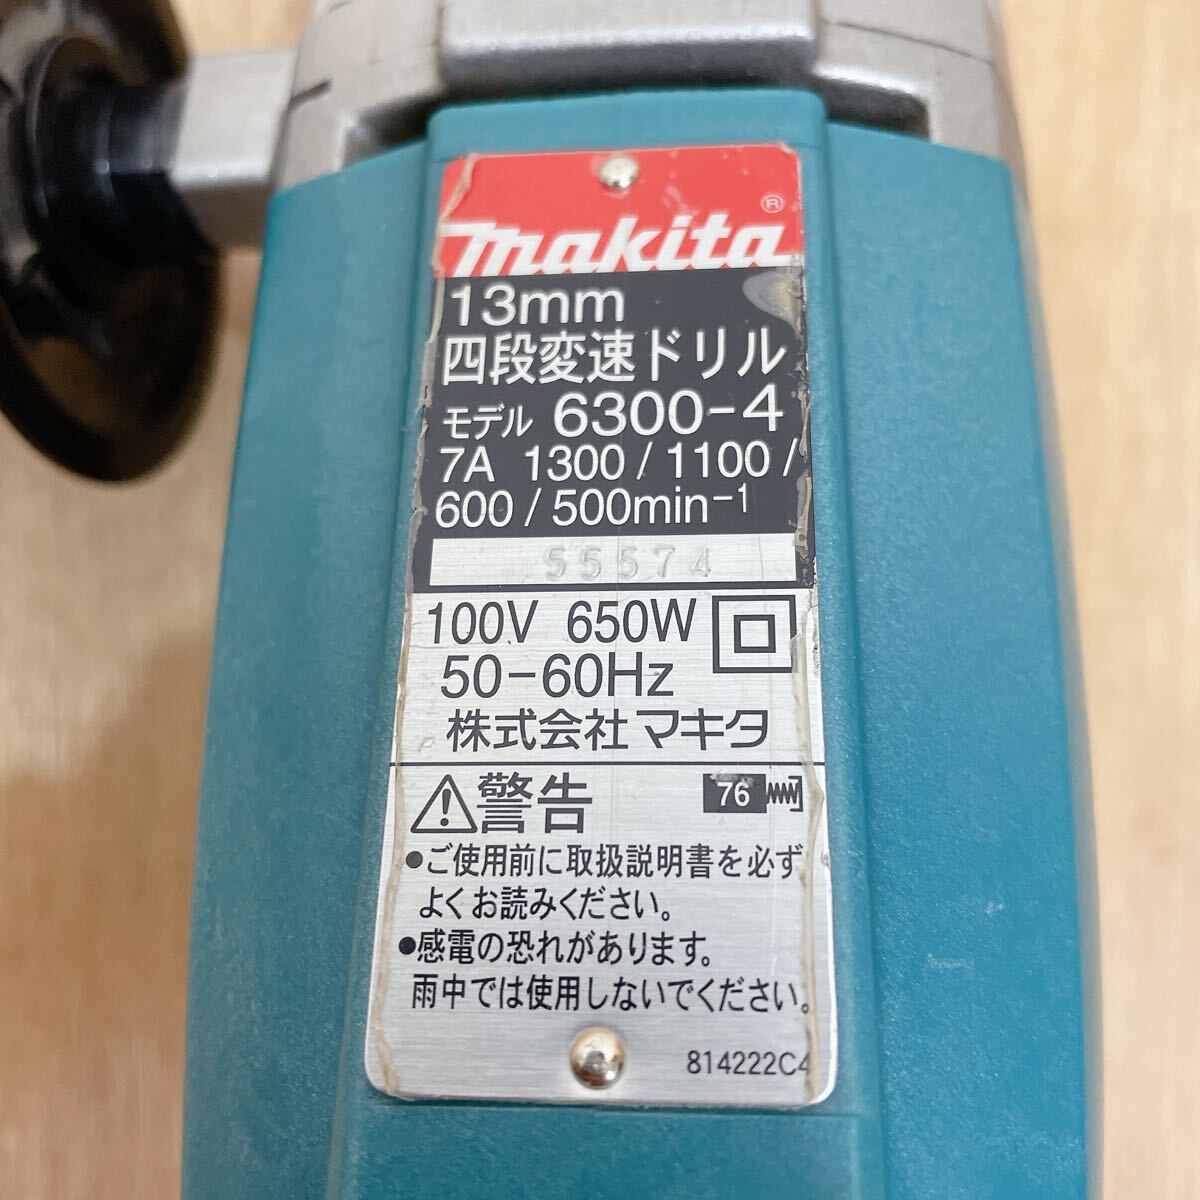 makita®
13mm
四段変速ドリル
モデル 6300-4
7A 1300 / 1100 /
600 / 500min⁻¹
55574
100V 650W
50-60Hz
株式会社 マキタ
警告 76
●ご使用前に取扱説明書を必ず
よくお読みください。
●感電の恐れがあります。
雨中では使用しないでください。
814222C4